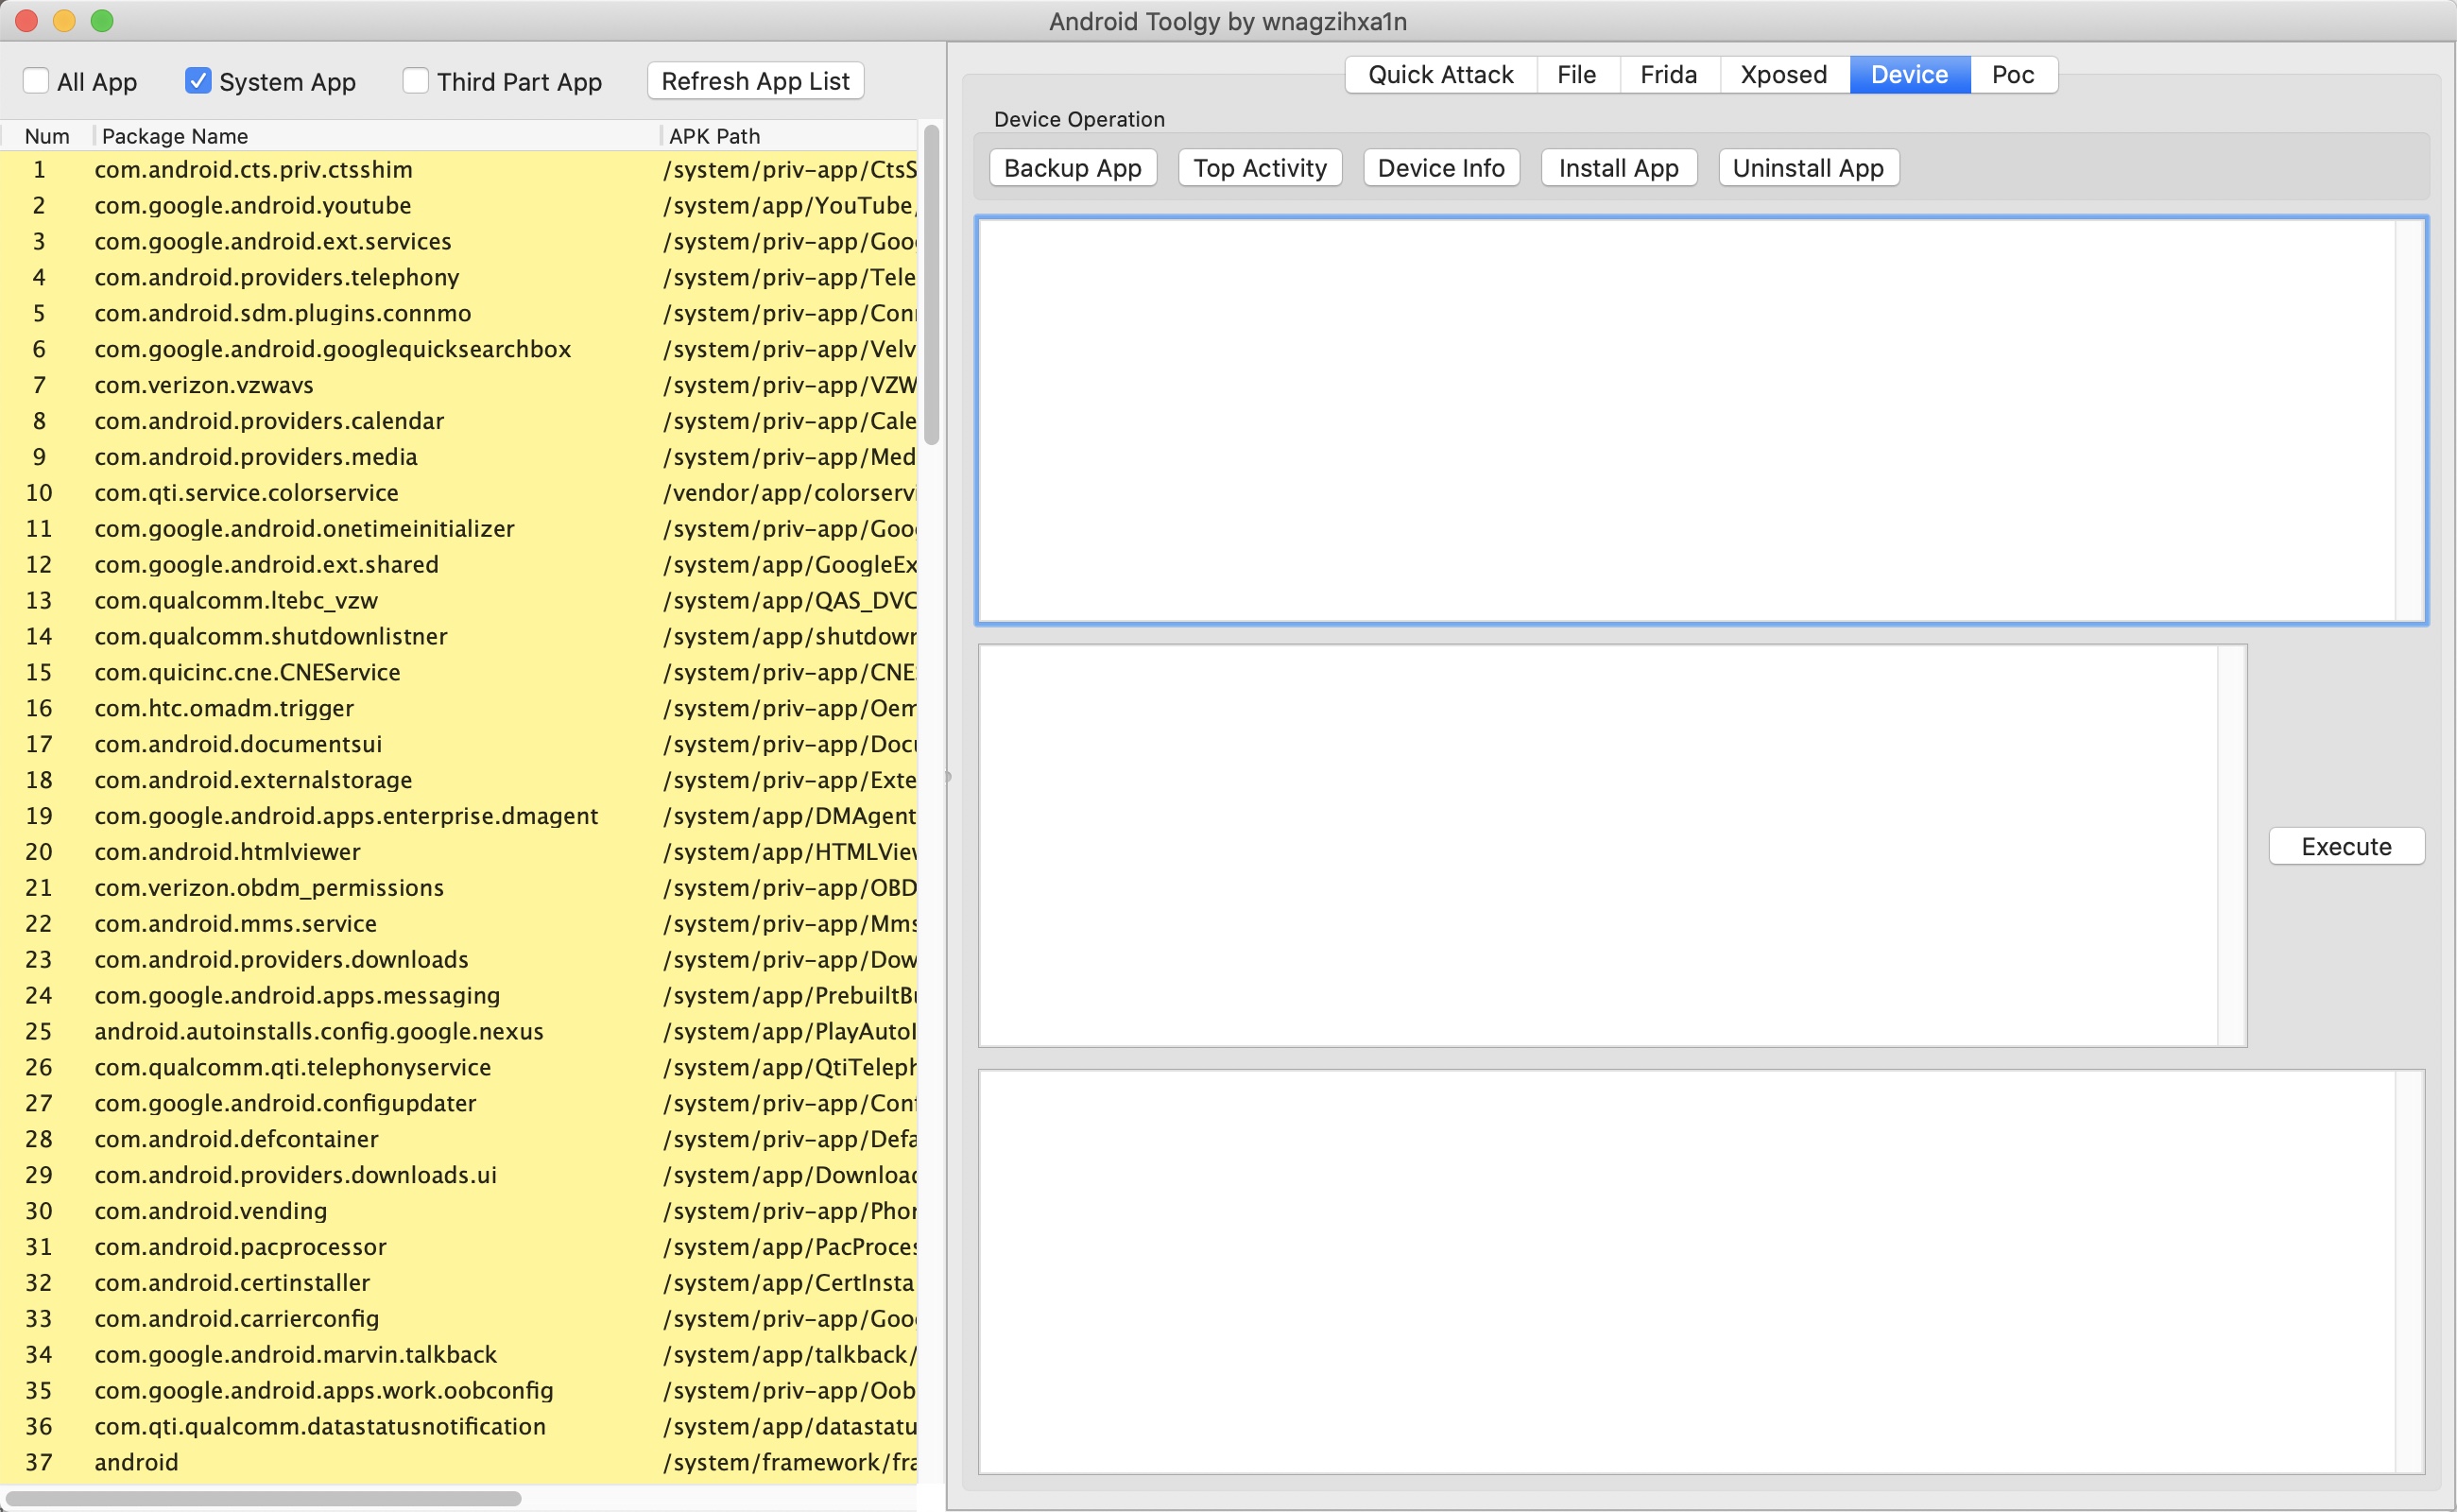 Android Toolgy by wnagzihxa1n
All App System App Third Part App Refresh App List
Num Package Name APK Path
1 com.android.cts.priv.ctsshim /system/priv-app/CtsS
2 com.google.android.youtube /system/app/YouTube/
3 com.google.android.ext.services /system/priv-app/Goo
4 com.android.providers.telephony /system/priv-app/Tele
5 com.android.sdm.plugins.connmo /system/priv-app/Con
6 com.google.android.googlequicksearchbox /system/priv-app/Velv
7 com.verizon.vzwavs /system/priv-app/VZW
8 com.android.providers.calendar /system/priv-app/Cale
9 com.android.providers.media /system/priv-app/Med
10 com.qti.service.colorservice /vendor/app/colorservi
11 com.google.android.onetimeinitializer /system/priv-app/Goo
12 com.google.android.ext.shared /system/app/GoogleEx
13 com.qualcomm.ltebc_vzw /system/app/QAS_DVC
14 com.qualcomm.shutdownlistner /system/app/shutdown
15 com.quicinc.cne.CNEService /system/priv-app/CNE
16 com.htc.omadm.trigger /system/priv-app/Oem
17 com.android.documentsui /system/priv-app/Docu
18 com.android.externalstorage /system/priv-app/Exte
19 com.google.android.apps.enterprise.dmagent /system/app/DMAgent
20 com.android.htmlviewer /system/app/HTMLView
21 com.verizon.obdm_permissions /system/priv-app/OBD
22 com.android.mms.service /system/priv-app/Mms
23 com.android.providers.downloads /system/priv-app/Dow
24 com.google.android.apps.messaging /system/app/PrebuiltBu
25 android.autoinstalls.config.google.nexus /system/app/PlayAutoI
26 com.qualcomm.qti.telephonyservice /system/app/QtiTeleph
27 com.google.android.configupdater /system/priv-app/Conf
28 com.android.defcontainer /system/priv-app/Defa
29 com.android.providers.downloads.ui /system/app/Download
30 com.android.vending /system/priv-app/Phon
31 com.android.pacprocessor /system/app/PacProces
32 com.android.certinstaller /system/app/CertInsta
33 com.android.carrierconfig /system/priv-app/Goog
34 com.google.android.marvin.talkback /system/app/talkback/
35 com.google.android.apps.work.oobconfig /system/priv-app/Oob
36 com.qti.qualcomm.datastatusnotification /system/app/datastatu
37 android /system/framework/fra
Quick Attack File Frida Xposed Device Poc
Device Operation
Backup App Top Activity Device Info Install App Uninstall App
Execute